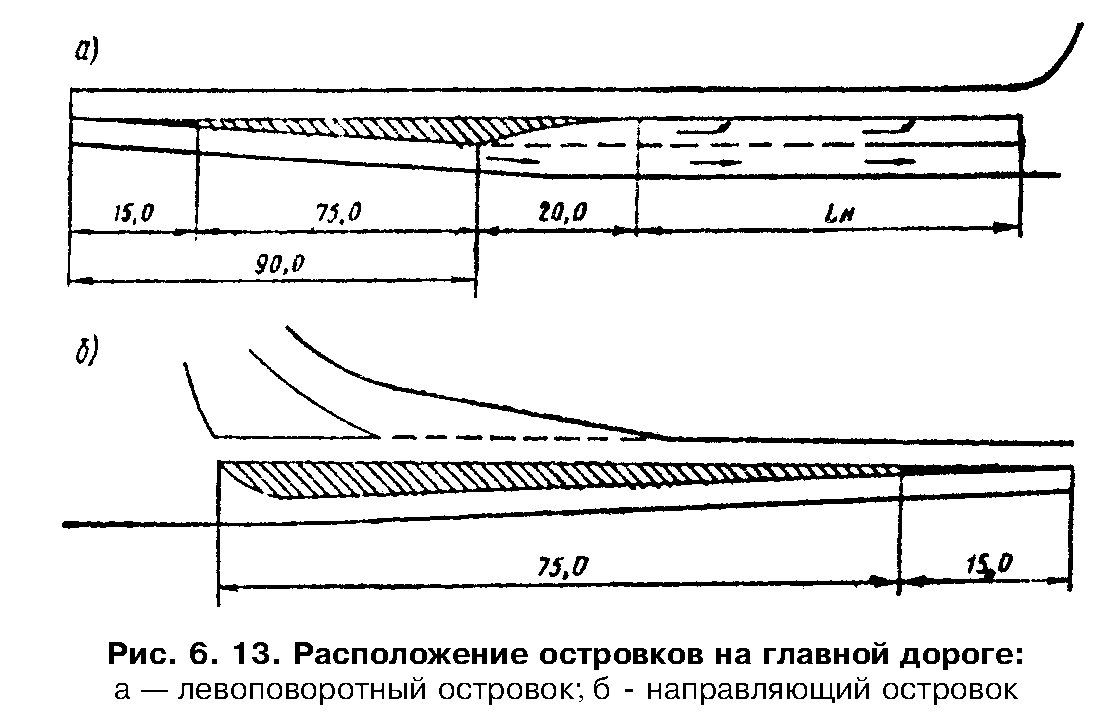 а)
15,0 75,0 20,0 Lн
90,0
б)
75,0 15,0
Рис. 6. 13. Расположение островков на главной дороге:
а — левоповоротный островок; б - направляющий островок